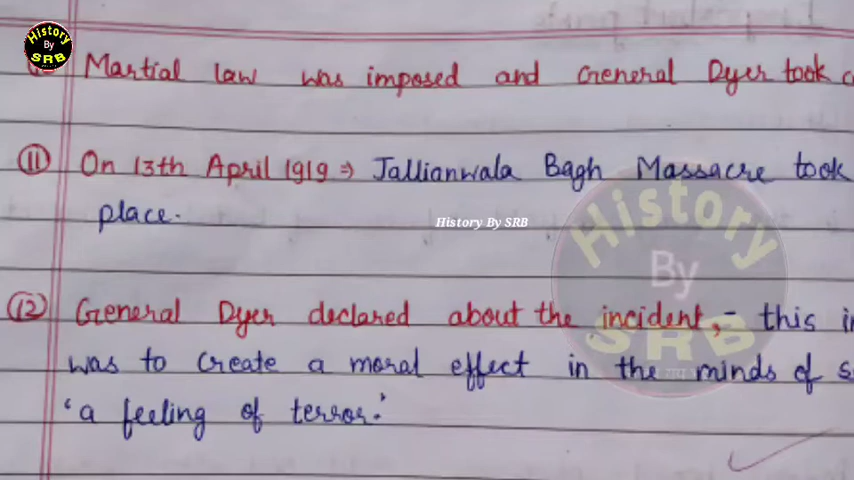 History
By
SRB
Martial law was imposed and General Dyer took
⑪ On 13th April 1919 ⇒ Jallianwala Bagh Massacre took
place.
History By SRB
History
By
SRB
⑫ General Dyer declared about the incident,- this
was to create a moral effect in the minds of
'a feeling of terror.'